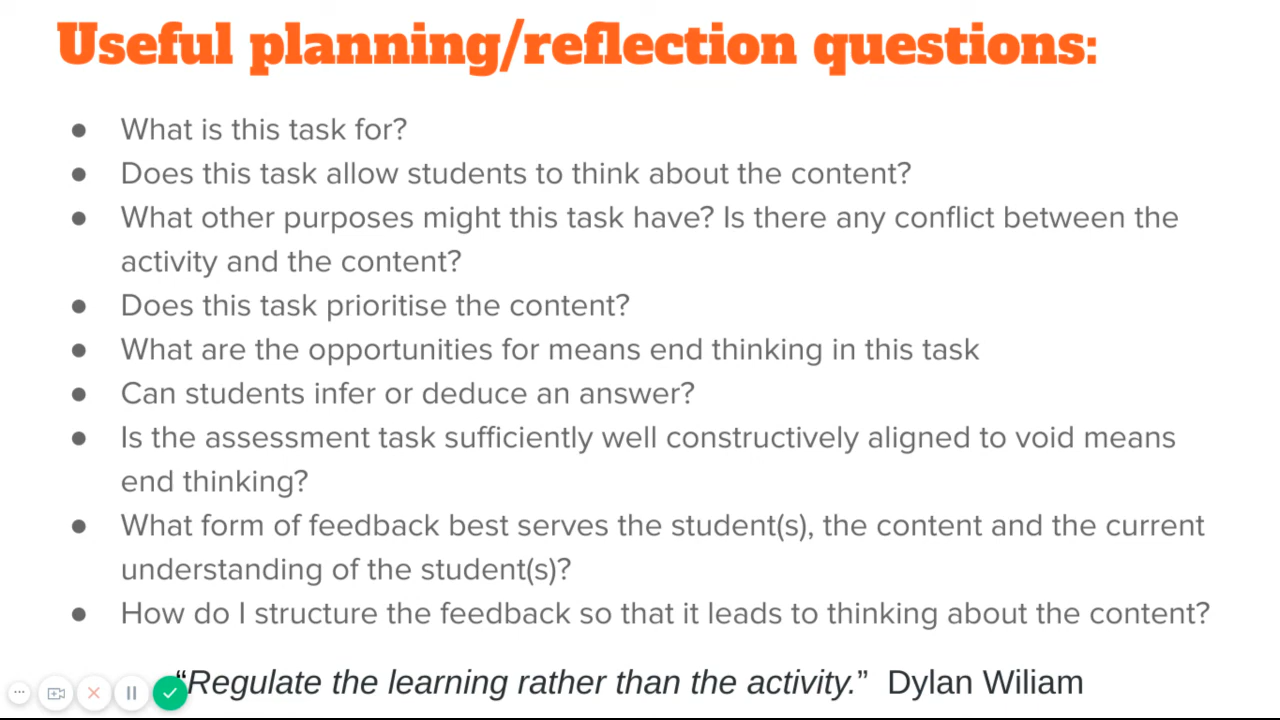 Useful planning/reflection questions:
● What is this task for?
● Does this task allow students to think about the content?
● What other purposes might this task have? Is there any conflict between the
activity and the content?
● Does this task prioritise the content?
● What are the opportunities for means end thinking in this task
● Can students infer or deduce an answer?
● Is the assessment task sufficiently well constructively aligned to void means
end thinking?
● What form of feedback best serves the student(s), the content and the current
understanding of the student(s)?
● How do I structure the feedback so that it leads to thinking about the content?
“Regulate the learning rather than the activity.” Dylan Wiliam